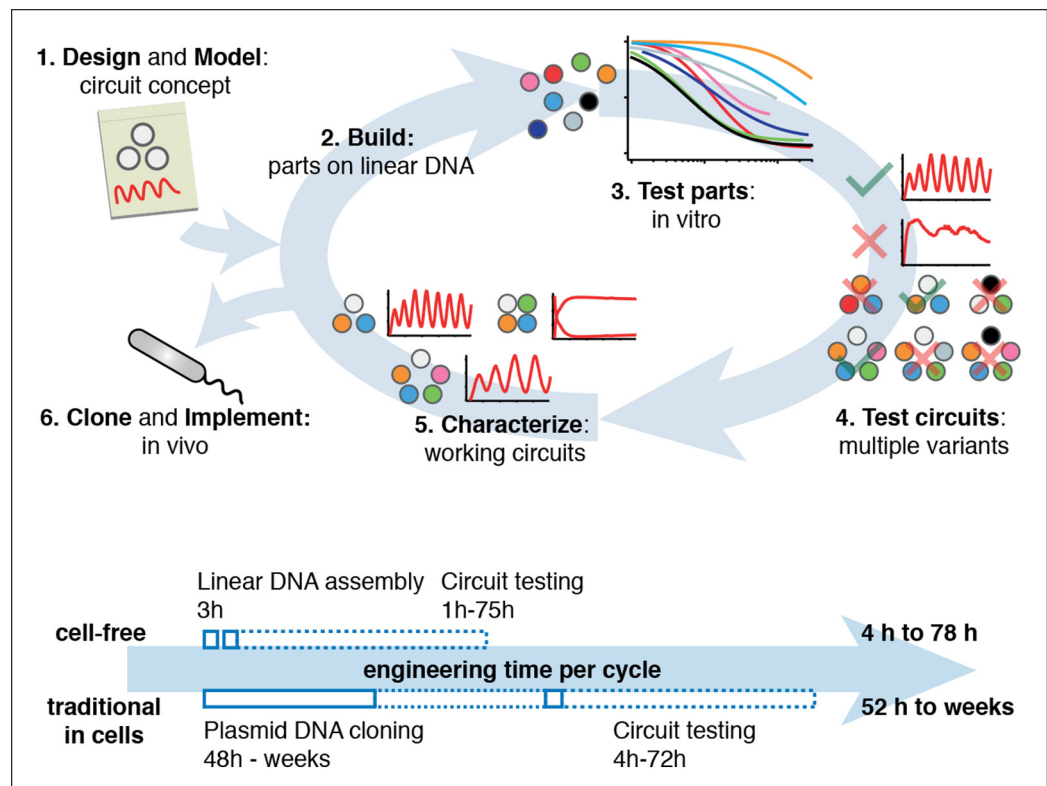 1. Design and Model:
circuit concept
2. Build:
parts on linear DNA
3. Test parts:
in vitro
4. Test circuits:
multiple variants
5. Characterize:
working circuits
6. Clone and Implement:
in vivo
Linear DNA assembly
3h
Circuit testing
1h-75h
cell-free
4 h to 78 h
engineering time per cycle
traditional
in cells
52 h to weeks
Plasmid DNA cloning
48h - weeks
Circuit testing
4h-72h